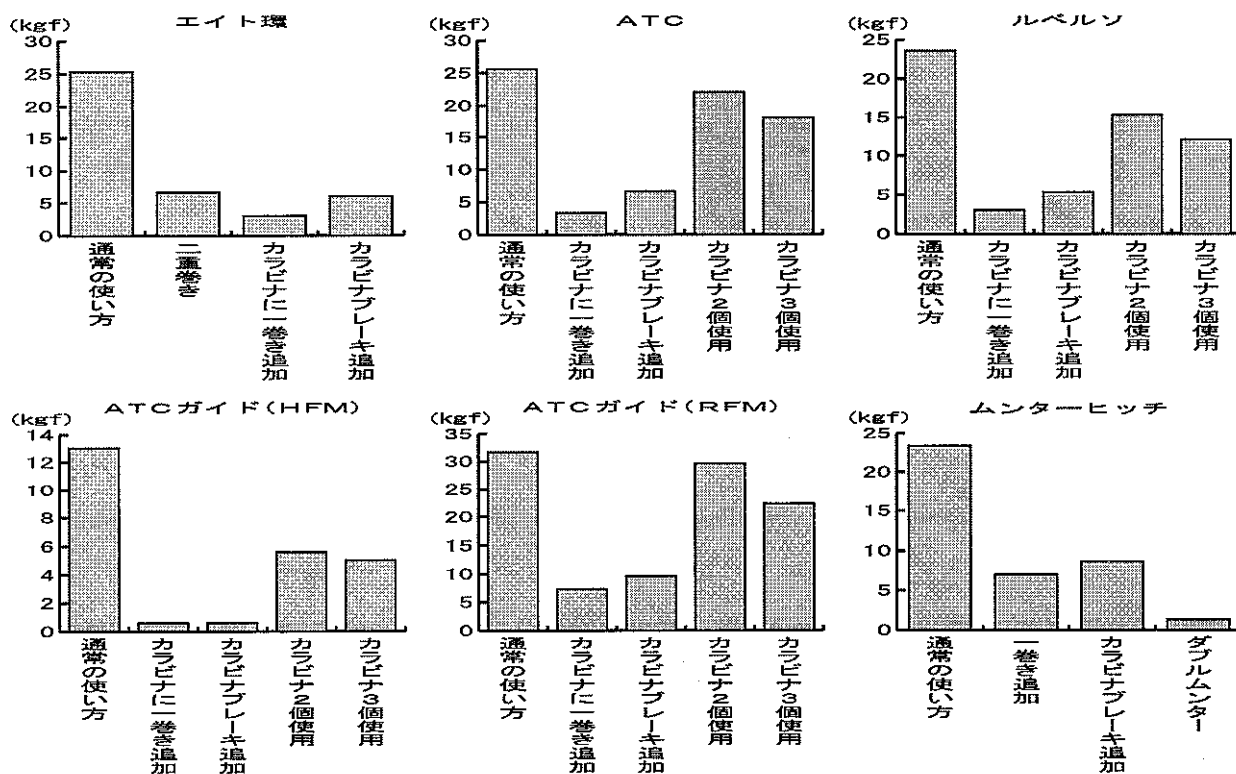 エイト環
(kgf)
30
25
20
15
10
5
0
通常の使い方
二重巻き
カラビナに一巻き追加
カラビナブレーキ追加
ATC
(kgf)
30
25
20
15
10
5
0
通常の使い方
カラビナに一巻き追加
カラビナブレーキ追加
カラビナ2個使用
カラビナ3個使用
ルベルソ
(kgf)
25
20
15
10
5
0
通常の使い方
カラビナに一巻き追加
カラビナブレーキ追加
カラビナ2個使用
カラビナ3個使用
ATCガイド(HFM)
(kgf)
14
12
10
8
6
4
2
0
通常の使い方
カラビナに一巻き追加
カラビナブレーキ追加
カラビナ2個使用
カラビナ3個使用
ATCガイド(RFM)
(kgf)
35
30
25
20
15
10
5
0
通常の使い方
カラビナに一巻き追加
カラビナブレーキ追加
カラビナ2個使用
カラビナ3個使用
ムンターヒッチ
(kgf)
25
20
15
10
5
0
通常の使い方
一巻き追加
カラビナブレーキ追加
ダブルムンター